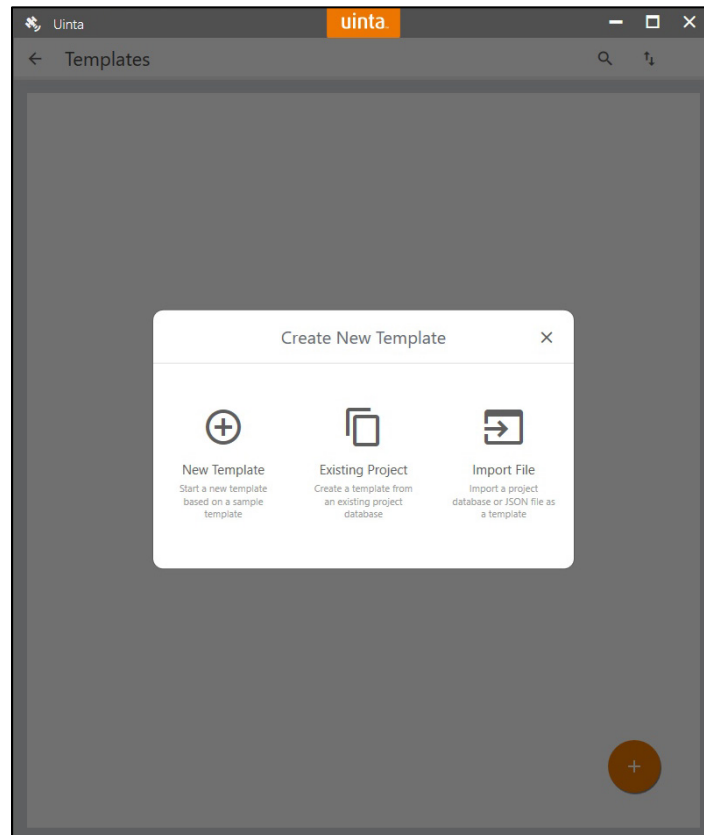 Uinta
uinta.
Templates
Create New Template
New Template
Start a new template
based on a sample
template
Existing Project
Create a template from
an existing project
database
Import File
Import a project
database or JSON file as
a template